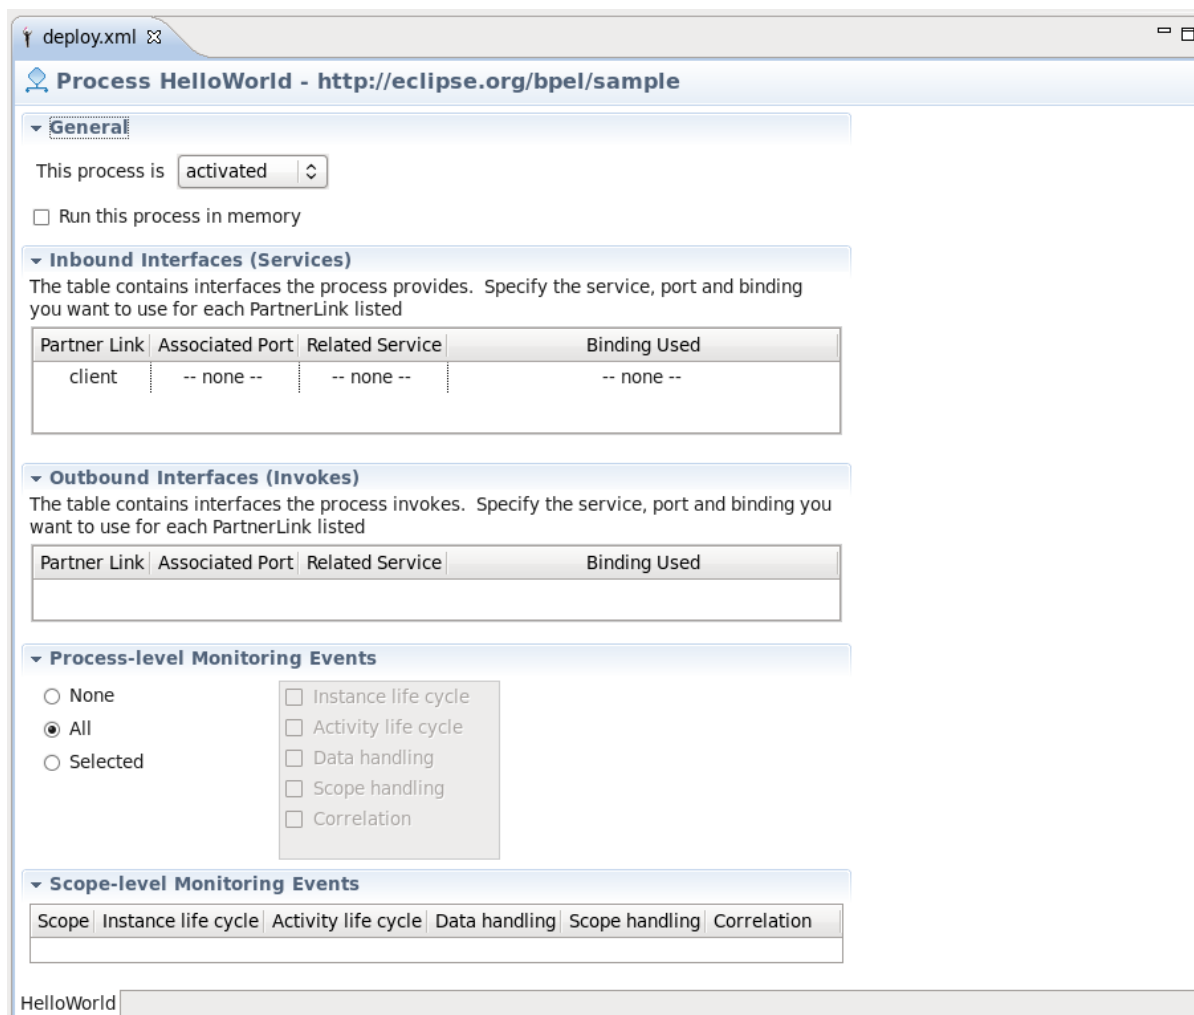 deploy.xml
Process HelloWorld - http://eclipse.org/bpel/sample
General
This process is activated
Run this process in memory
Inbound Interfaces (Services)
The table contains interfaces the process provides.  Specify the service, port and binding
you want to use for each PartnerLink listed
Partner Link Associated Port Related Service Binding Used
client -- none -- -- none -- -- none --
Outbound Interfaces (Invokes)
The table contains interfaces the process invokes.  Specify the service, port and binding you
want to use for each PartnerLink listed
Partner Link Associated Port Related Service Binding Used
Process-level Monitoring Events
None
All
Selected
Instance life cycle
Activity life cycle
Data handling
Scope handling
Correlation
Scope-level Monitoring Events
Scope Instance life cycle Activity life cycle Data handling Scope handling Correlation
HelloWorld